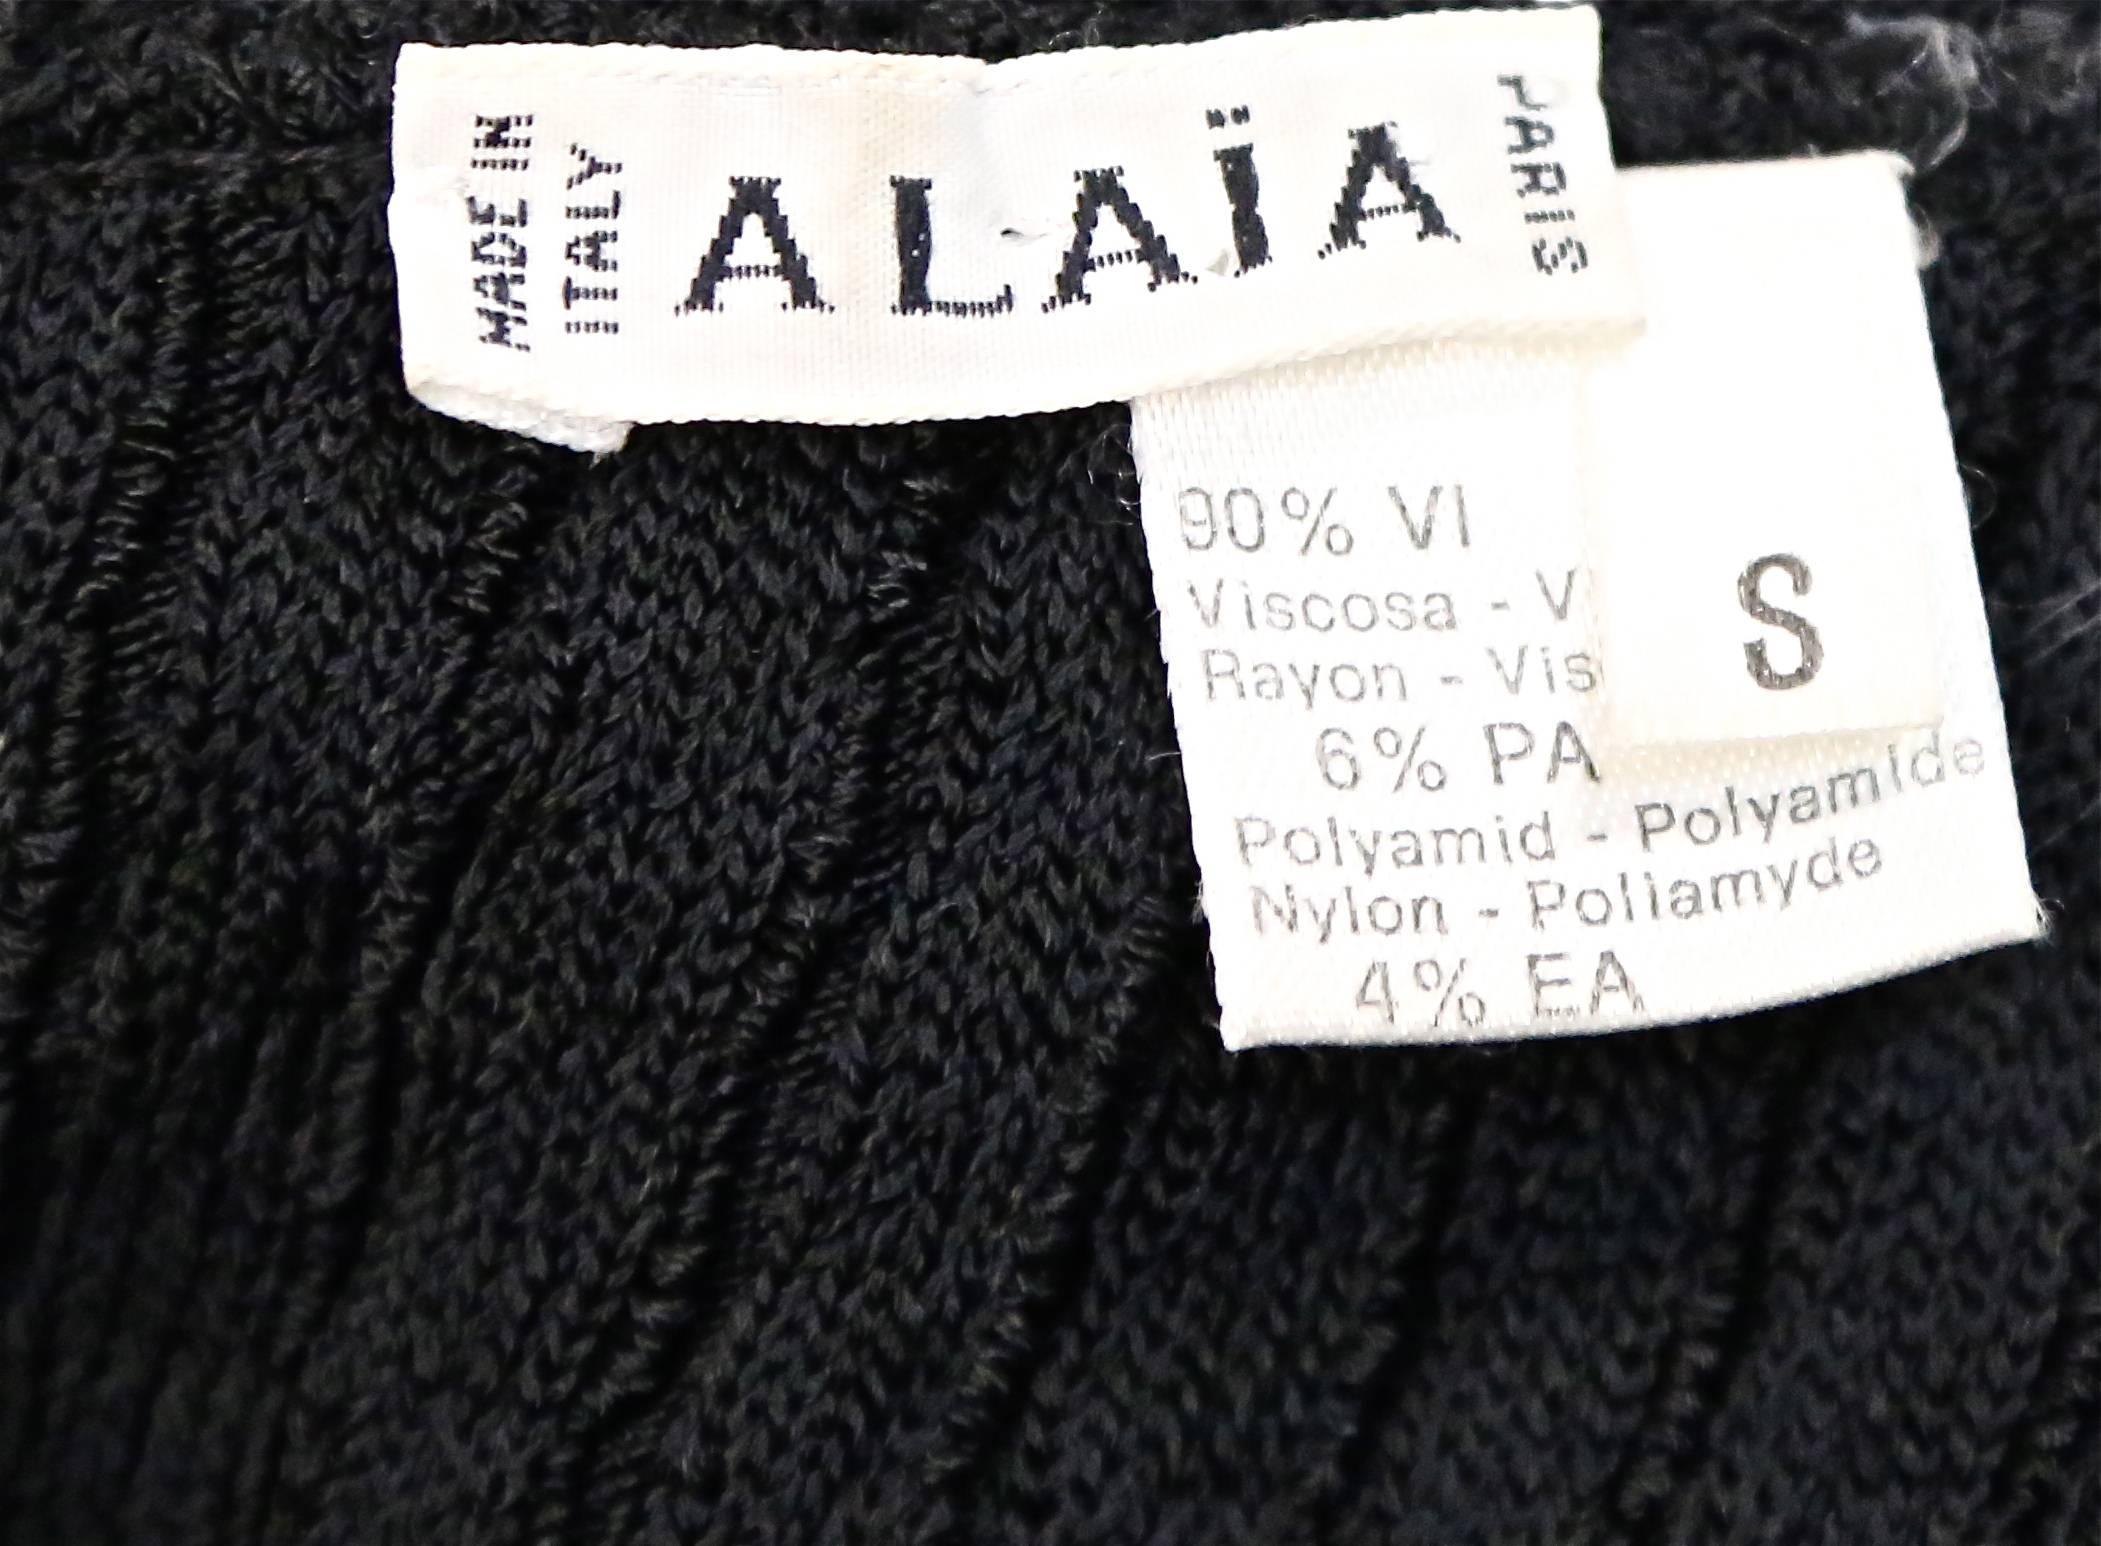 MADE IN
ITALY
ALAÏA
PARIS
90% VI
Viscosa - V
Rayon - Vis
6% PA
Polyamid - Polyamide
Nylon - Poliamyde
4% EA
S